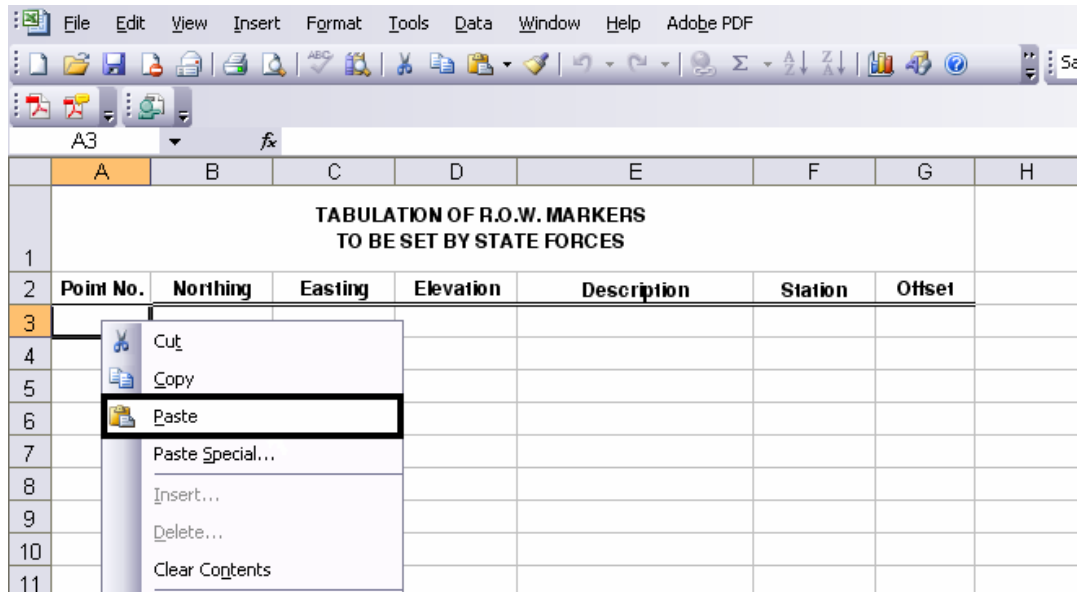 File Edit View Insert Format Tools Data Window Help Adobe PDF
ABC Σ A Z Z A ? Sa
A3 fx
A B C D E F G H
1 TABULATION OF R.O.W. MARKERS
TO BE SET BY STATE FORCES
2 Point No. Northing Easting Elevation Description Station Offset
3
Cut
4
Copy
5
6 Paste
7 Paste Special...
8 Insert...
9 Delete...
10
Clear Contents
11